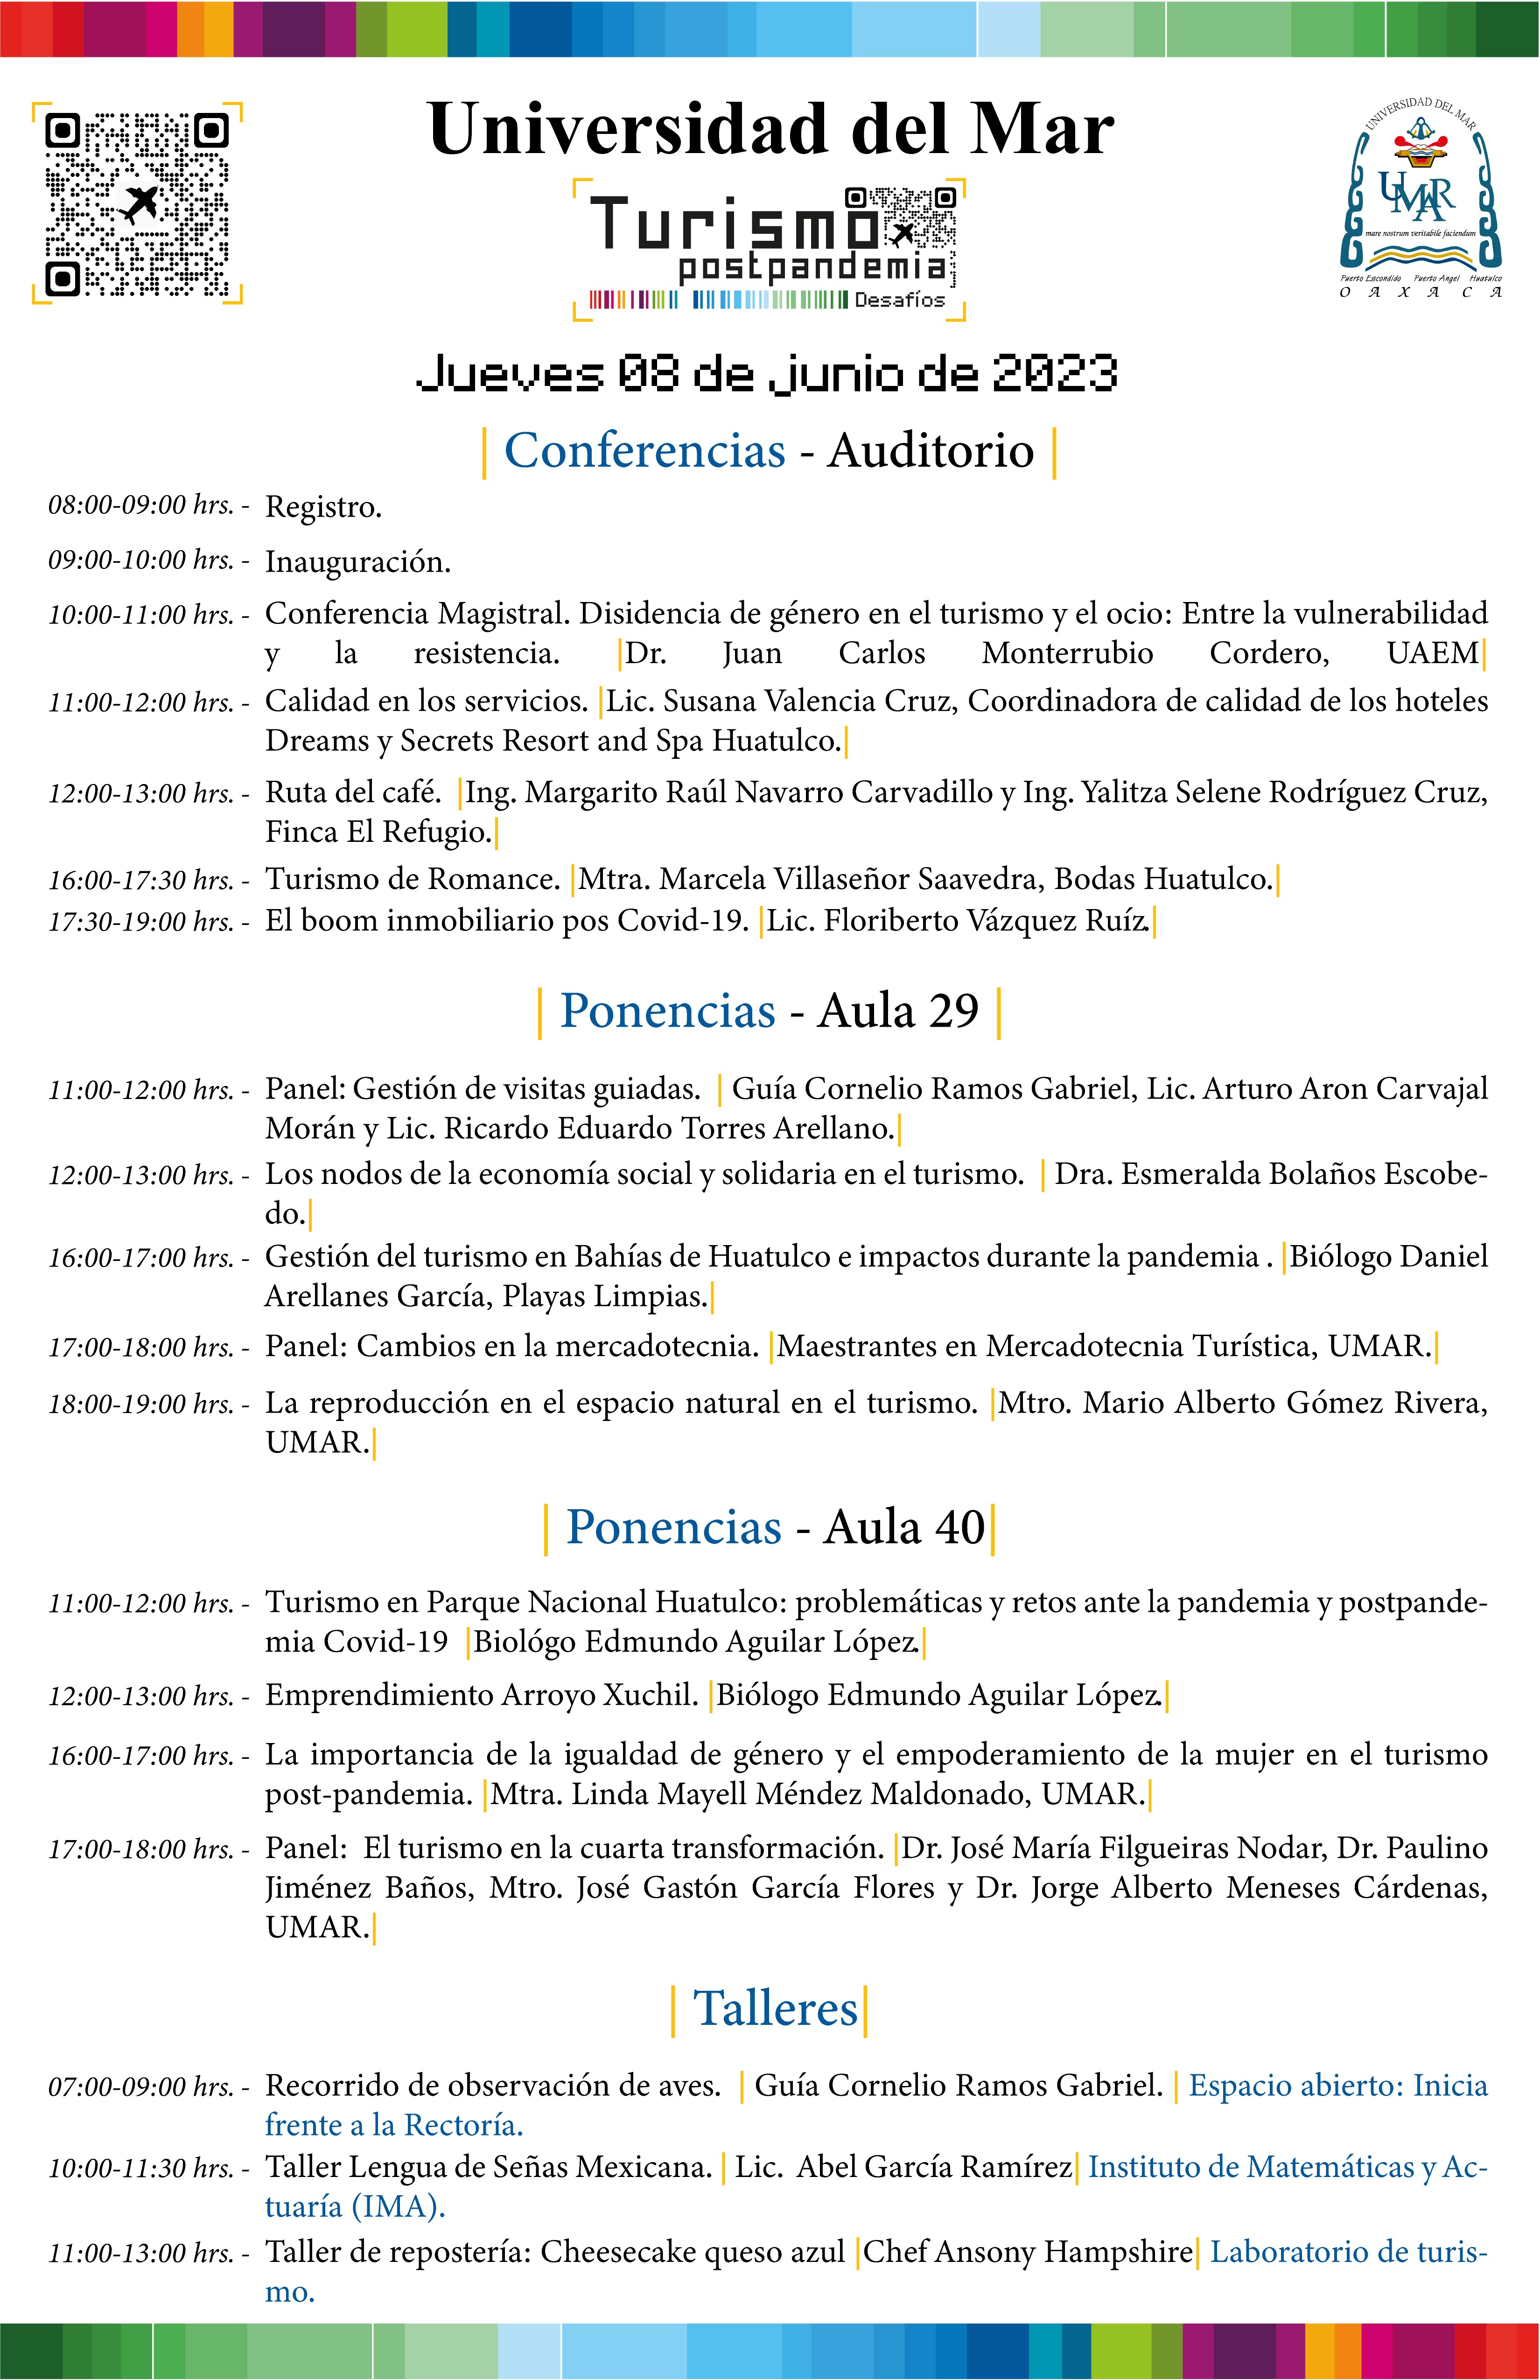 Universidad del Mar
Turismo
postpandemia
Desafíos
UNIVERSIDAD DEL MAR
UMAR
mare nostrum veritabile faciendum
Puerto Escondido Puerto Angel Huatulco
O A X A C A
Jueves 08 de junio de 2023
| Conferencias - Auditorio |
08:00-09:00 hrs. - Registro.
09:00-10:00 hrs. - Inauguración.
10:00-11:00 hrs. - Conferencia Magistral. Disidencia de género en el turismo y el ocio: Entre la vulnerabilidad
y la resistencia. |Dr. Juan Carlos Monterrubio Cordero, UAEM|
11:00-12:00 hrs. - Calidad en los servicios. |Lic. Susana Valencia Cruz, Coordinadora de calidad de los hoteles
Dreams y Secrets Resort and Spa Huatulco.|
12:00-13:00 hrs. - Ruta del café. |Ing. Margarito Raúl Navarro Carvadillo y Ing. Yalitza Selene Rodríguez Cruz,
Finca El Refugio.|
16:00-17:30 hrs. - Turismo de Romance. |Mtra. Marcela Villaseñor Saavedra, Bodas Huatulco.|
17:30-19:00 hrs. - El boom inmobiliario pos Covid-19. |Lic. Floriberto Vázquez Ruíz.|
| Ponencias - Aula 29 |
11:00-12:00 hrs. - Panel: Gestión de visitas guiadas. | Guía Cornelio Ramos Gabriel, Lic. Arturo Aron Carvajal
Morán y Lic. Ricardo Eduardo Torres Arellano.|
12:00-13:00 hrs. - Los nodos de la economía social y solidaria en el turismo. | Dra. Esmeralda Bolaños Escobe-
do.|
16:00-17:00 hrs. - Gestión del turismo en Bahías de Huatulco e impactos durante la pandemia . |Biólogo Daniel
Arellanes García, Playas Limpias.|
17:00-18:00 hrs. - Panel: Cambios en la mercadotecnia. |Maestrantes en Mercadotecnia Turística, UMAR.|
18:00-19:00 hrs. - La reproducción en el espacio natural en el turismo. |Mtro. Mario Alberto Gómez Rivera,
UMAR.|
| Ponencias - Aula 40|
11:00-12:00 hrs. - Turismo en Parque Nacional Huatulco: problemáticas y retos ante la pandemia y postpande-
mia Covid-19 |Biológo Edmundo Aguilar López.|
12:00-13:00 hrs. - Emprendimiento Arroyo Xuchil. |Biólogo Edmundo Aguilar López.|
16:00-17:00 hrs. - La importancia de la igualdad de género y el empoderamiento de la mujer en el turismo
post-pandemia. |Mtra. Linda Mayell Méndez Maldonado, UMAR.|
17:00-18:00 hrs. - Panel: El turismo en la cuarta transformación. |Dr. José María Filgueiras Nodar, Dr. Paulino
Jiménez Baños, Mtro. José Gastón García Flores y Dr. Jorge Alberto Meneses Cárdenas,
UMAR.|
| Talleres|
07:00-09:00 hrs. - Recorrido de observación de aves. | Guía Cornelio Ramos Gabriel. | Espacio abierto: Inicia
frente a la Rectoría.
10:00-11:30 hrs. - Taller Lengua de Señas Mexicana. | Lic. Abel García Ramírez| Instituto de Matemáticas y Ac-
tuaría (IMA).
11:00-13:00 hrs. - Taller de repostería: Cheesecake queso azul |Chef Ansony Hampshire| Laboratorio de turis-
mo.